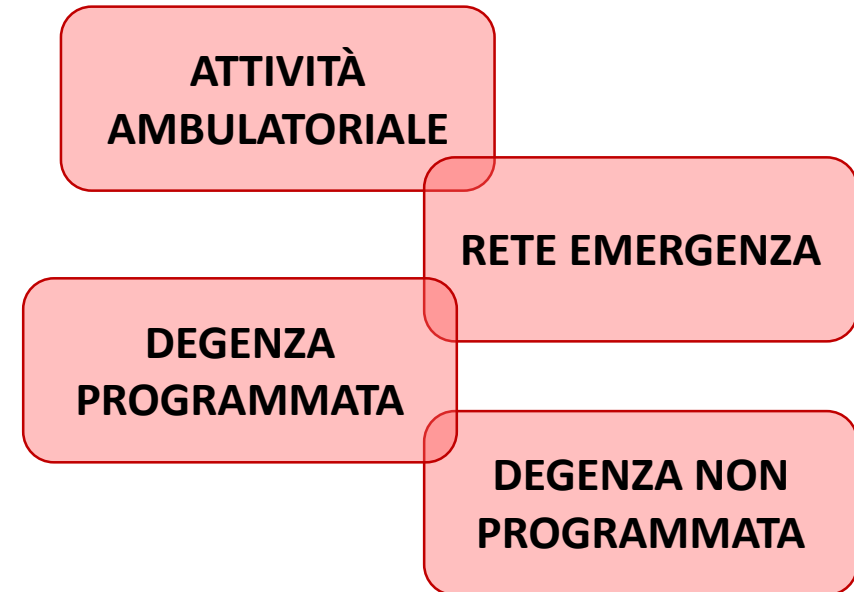 ATTIVITÀ
AMBULATORIALE
RETE EMERGENZA
DEGENZA
PROGRAMMATA
DEGENZA NON
PROGRAMMATA